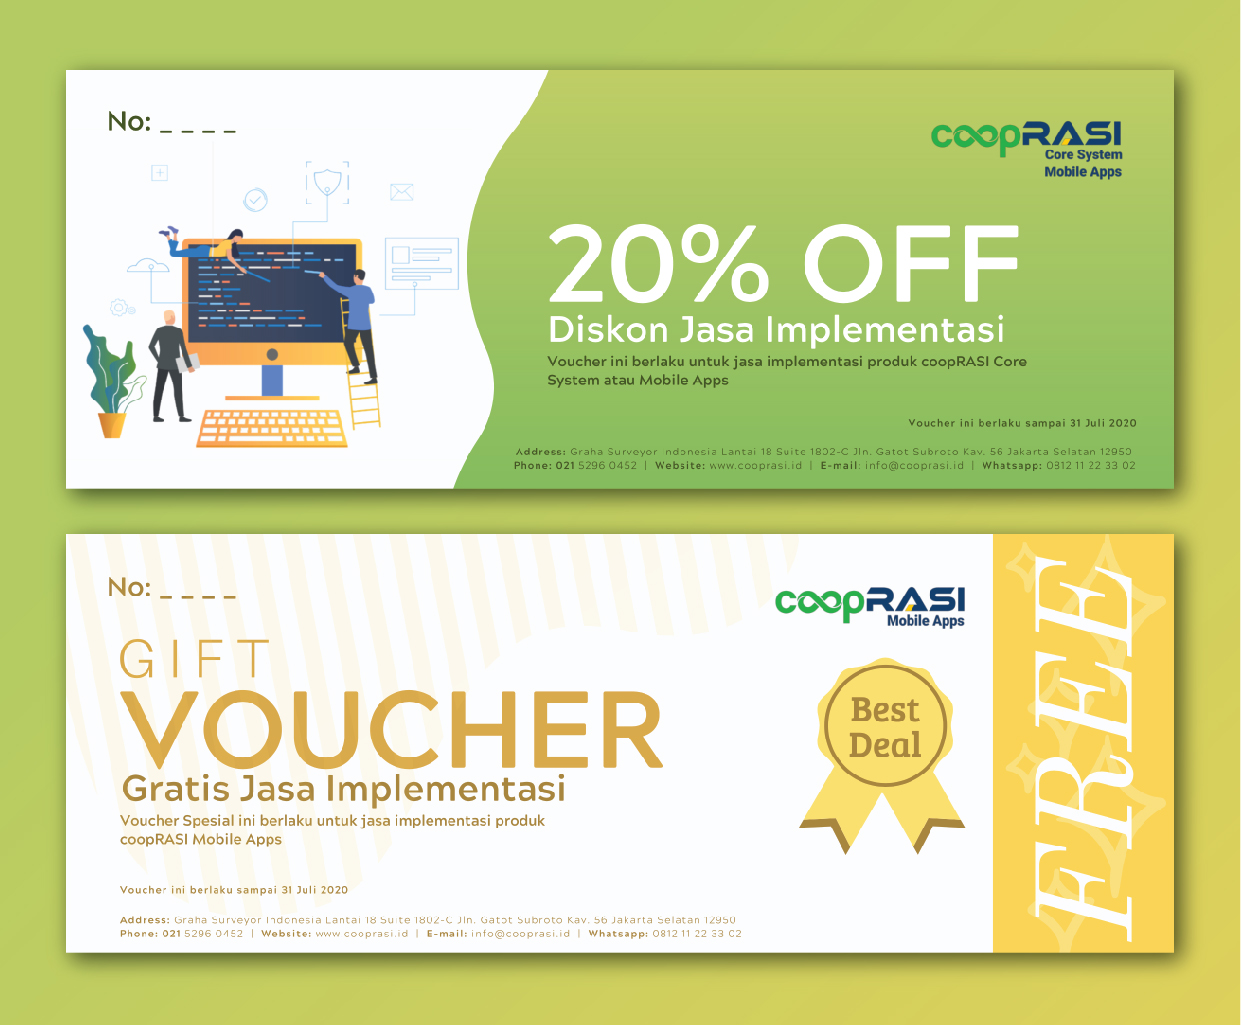 No: _ _ _ _
coopRASI
Core System
Mobile Apps
20% OFF
Diskon Jasa Implementasi
Voucher ini berlaku untuk jasa implementasi produk coopRASI Core
System atau Mobile Apps
Voucher ini berlaku sampai 31 Juli 2020
Address: Graha Surveyor Indonesia Lantai 18 Suite 1802-C Jln. Gatot Subroto Kav. 56 Jakarta Selatan 12950
Phone: 021 5296 0452 | Website: www.cooprasi.id | E-mail: info@cooprasi.id | Whatsapp: 0812 11 22 33 02
No: _ _ _ _
coopRASI
Mobile Apps
GIFT
VOUCHER
Gratis Jasa Implementasi
Voucher Spesial ini berlaku untuk jasa implementasi produk
coopRASI Mobile Apps
Best
Deal
FREE
Voucher ini berlaku sampai 31 Juli 2020
Address: Graha Surveyor Indonesia Lantai 18 Suite 1802-C Jln. Gatot Subroto Kav. 56 Jakarta Selatan 12950
Phone: 021 5296 0452 | Website: www.cooprasi.id | E-mail: info@cooprasi.id | Whatsapp: 0812 11 22 33 02